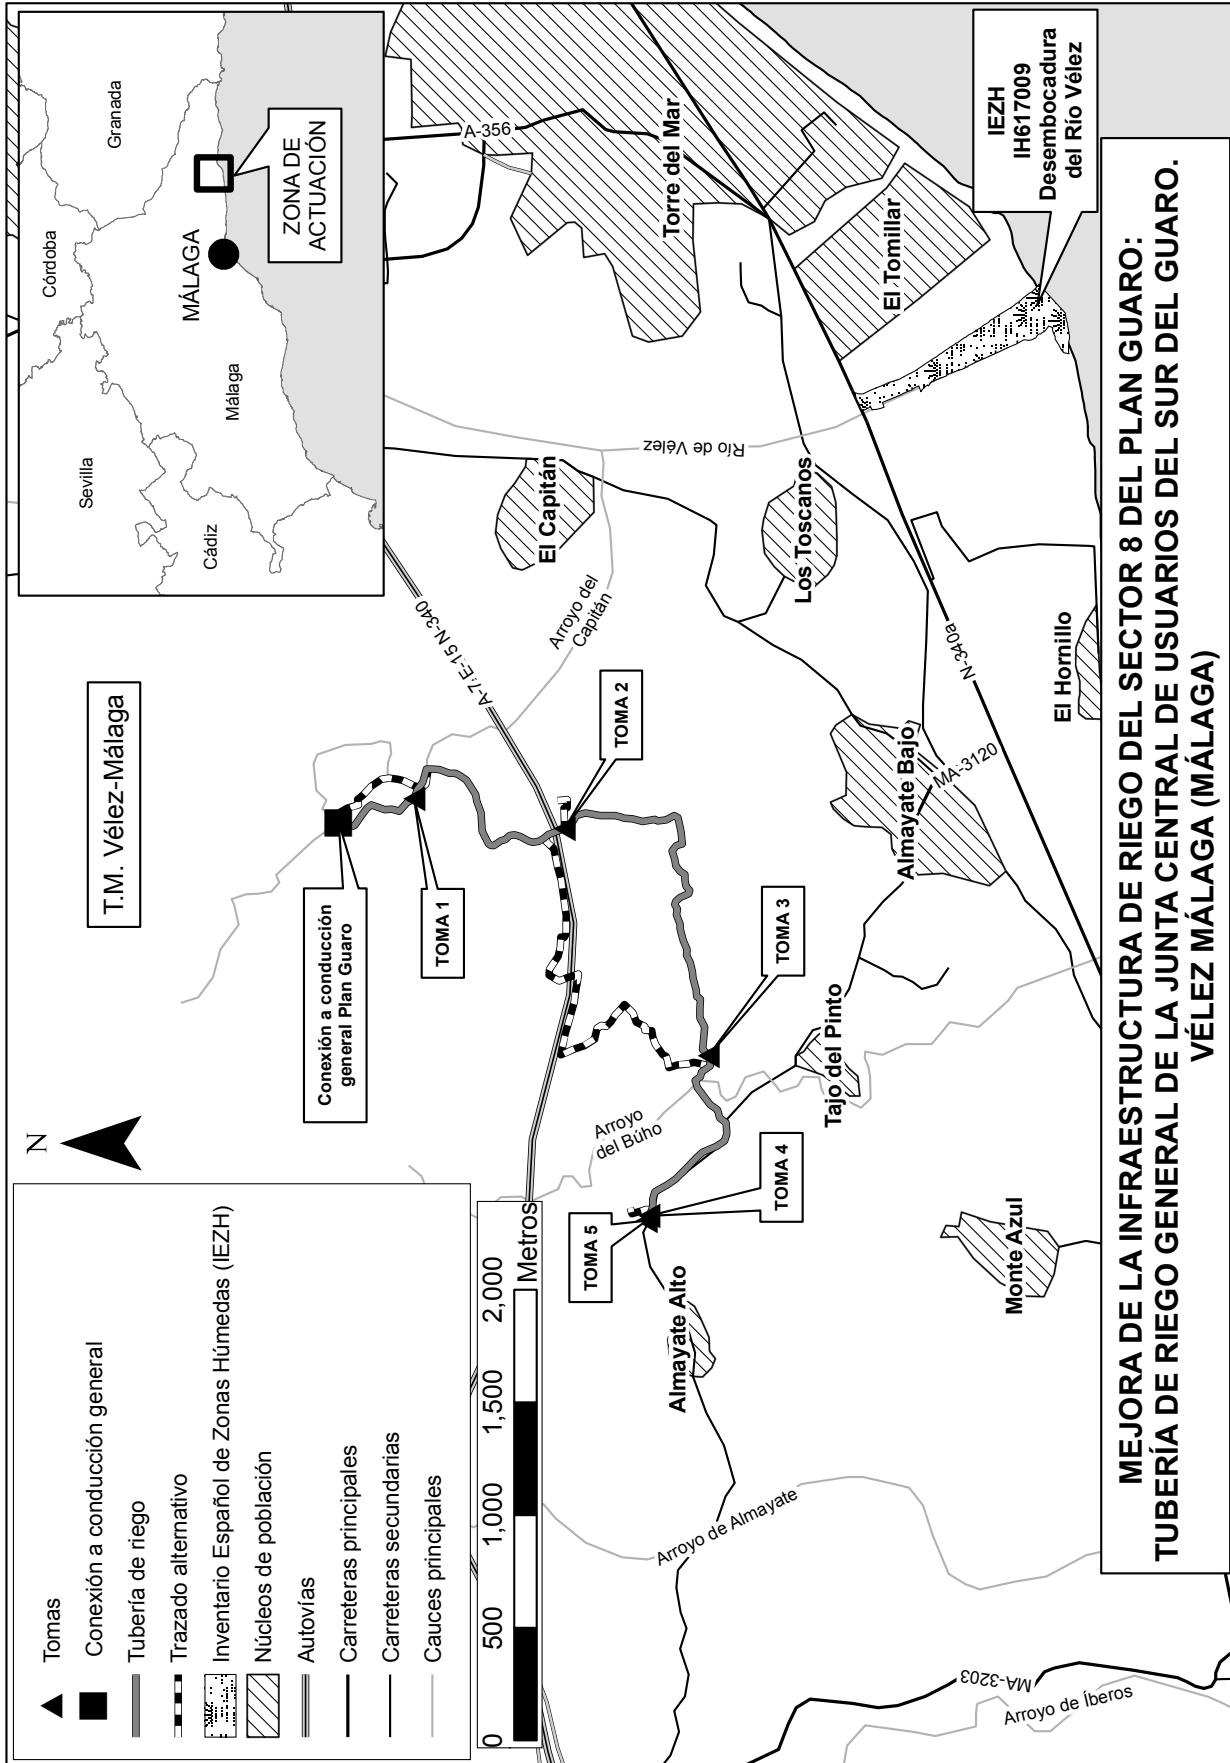 Tomas
Conexión a conducción general
Tubería de riego
Trazado alternativo
Inventario Español de Zonas Húmedas (IEZH)
Núcleos de población
Autovías
Carreteras principales
Carreteras secundarias
Cauces principales
0 500 1,000 1,500 2,000
Metros
N
T.M. Vélez-Málaga
Sevilla
Córdoba
Granada
Cádiz
Málaga
MÁLAGA
ZONA DE
ACTUACIÓN
Conexión a conducción
general Plan Guaro
TOMA 1
TOMA 2
TOMA 3
TOMA 4
TOMA 5
A-7:E-15 N-340
A-356
N-340a
MA-3120
MA-3203
Arroyo del
Capitán
Río de Vélez
Arroyo
del Búho
Arroyo de Almayate
Arroyo de Íberos
El Capitán
Torre del Mar
El Tomillar
Los Toscanos
Almayate Bajo
El Hornillo
Tajo del Pinto
Almayate Alto
Monte Azul
IEZH
IH617009
Desembocadura
del Río Vélez
MEJORA DE LA INFRAESTRUCTURA DE RIEGO DEL SECTOR 8 DEL PLAN GUARO:
TUBERÍA DE RIEGO GENERAL DE LA JUNTA CENTRAL DE USUARIOS DEL SUR DEL GUARO.
VÉLEZ MÁLAGA (MÁLAGA)